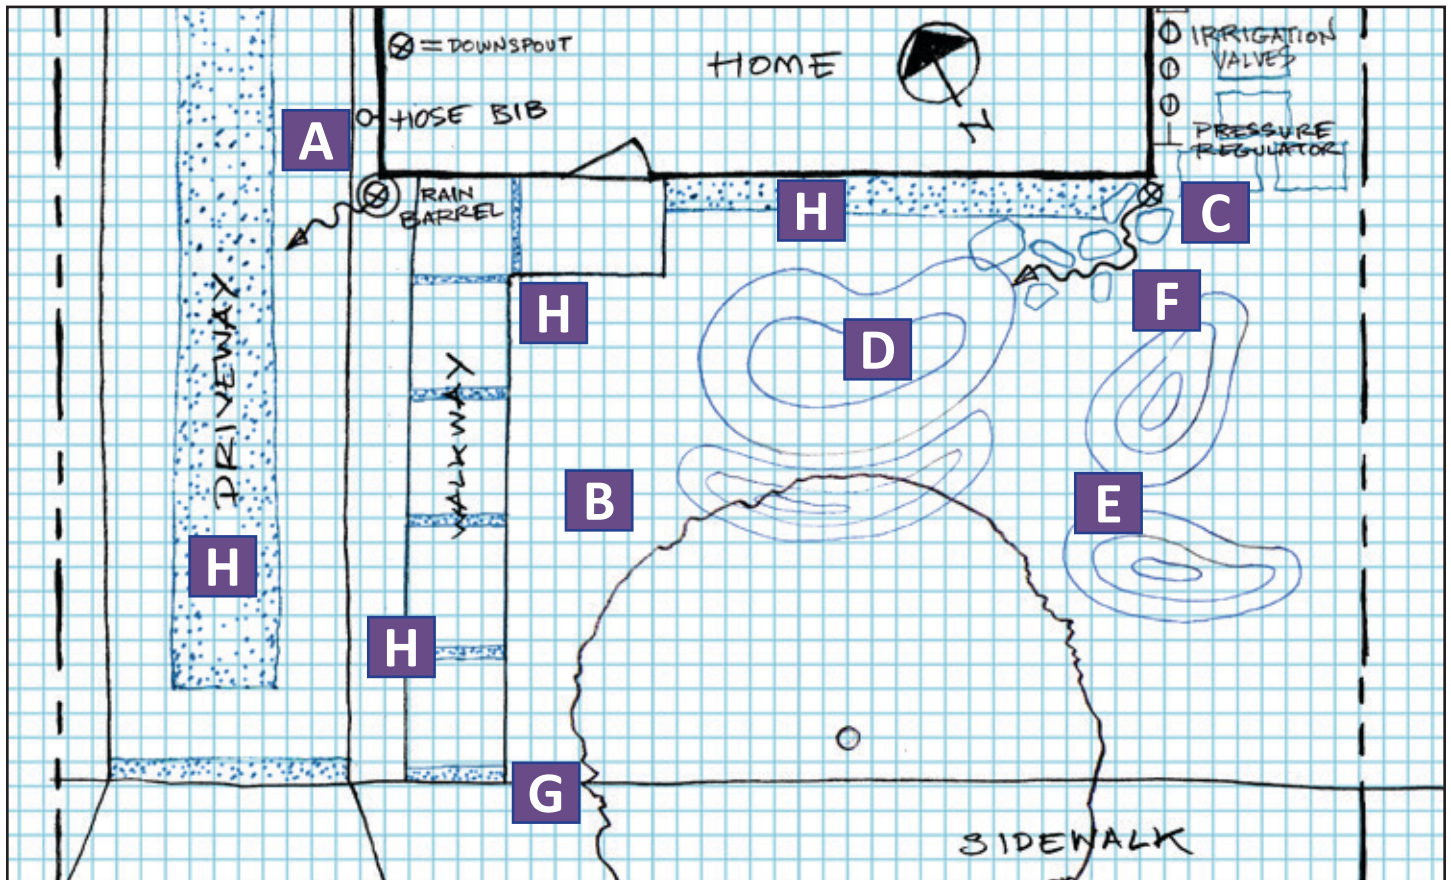 = DOWNSPOUT
HOME
IRRIGATION
VALVES
A
HOSE BIB
PRESSURE
REGULATOR
N
RAIN
BARREL
H
C
H
F
D
DRIVEWAY
WALKWAY
B
E
H
H
G
SIDEWALK